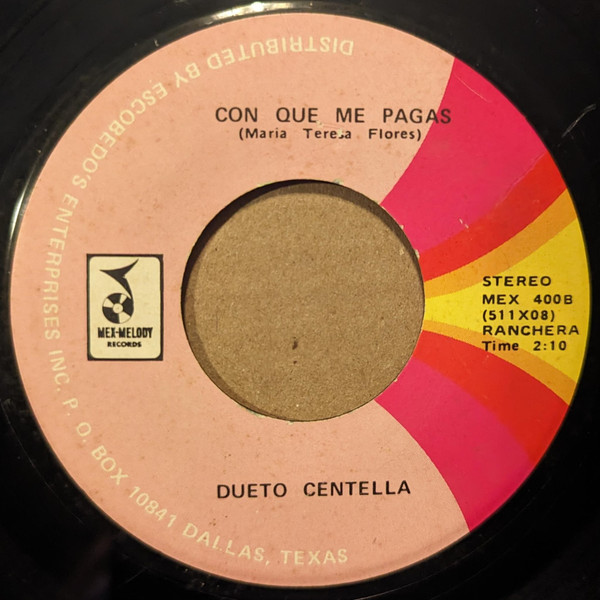 CON QUE ME PAGAS
(Maria Teresa Flores)
MEX-MELODY
RECORDS
STEREO
MEX 400B
(511X08)
RANCHERA
Time 2:10
DUETO CENTELLA
DISTRIBUTED BY ESCOBEDO'S ENTERPRISES INC. P. O. BOX 10841 DALLAS, TEXAS